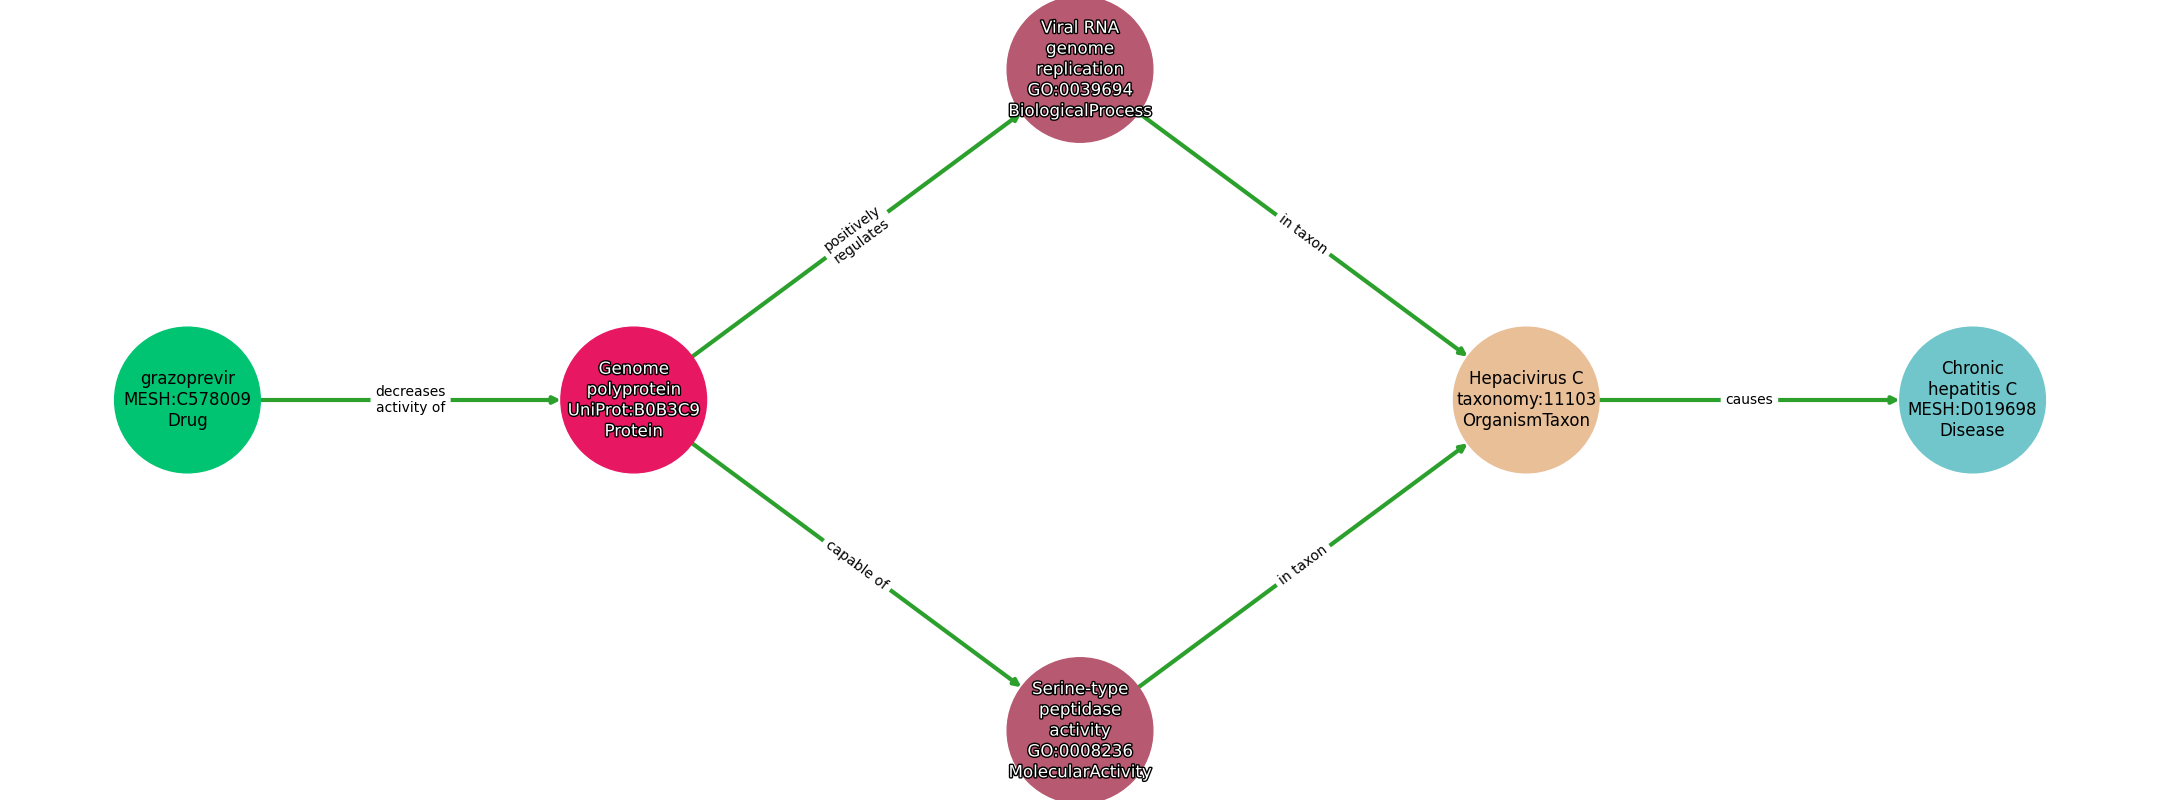 Viral RNA
genome
replication
GO:0039694
BiologicalProcess
positively
regulates
in taxon
grazoprevir
MESH:C578009
Drug
decreases
activity of
Genome
polyprotein
UniProt:B0B3C9
Protein
Hepacivirus C
taxonomy:11103
OrganismTaxon
causes
Chronic
hepatitis C
MESH:D019698
Disease
capable of
in taxon
Serine-type
peptidase
activity
GO:0008236
MolecularActivity